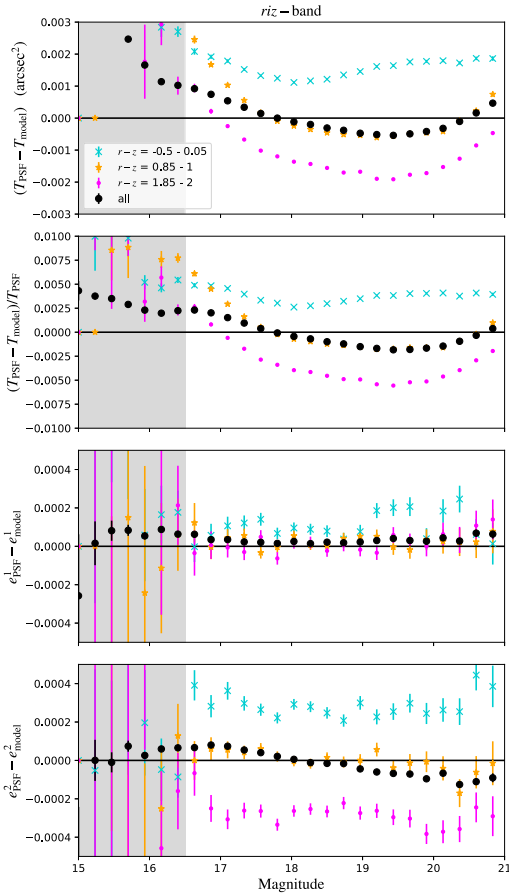 riz−band
0.003
0.002
0.001
0.000
−0.001
−0.002
−0.003
(T_PSF − T_model) (arcsec²)
r−z = -0.5 - 0.05
r−z = 0.85 - 1
r−z = 1.85 - 2
all
0.0100
0.0075
0.0050
0.0025
0.0000
−0.0025
−0.0050
−0.0075
−0.0100
(T_PSF − T_model)/T_PSF
0.0004
0.0002
0.0000
−0.0002
−0.0004
e¹_PSF − e¹_model
0.0004
0.0002
0.0000
−0.0002
−0.0004
e²_PSF − e²_model
15 16 17 18 19 20 21
Magnitude